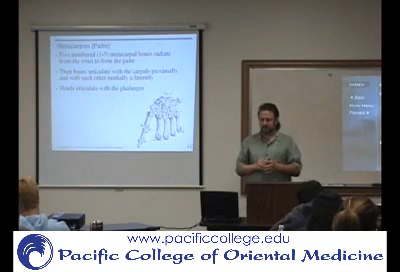 Metacarpus (Palm)
Five numbered (1-5) metacarpal bones radiate
from the wrist to form the palm
Their bases articulate with the carpals proximally,
and with each other medially & laterally
Heads articulate with the phalanges
www.pacificcollege.edu
Pacific College of Oriental Medicine